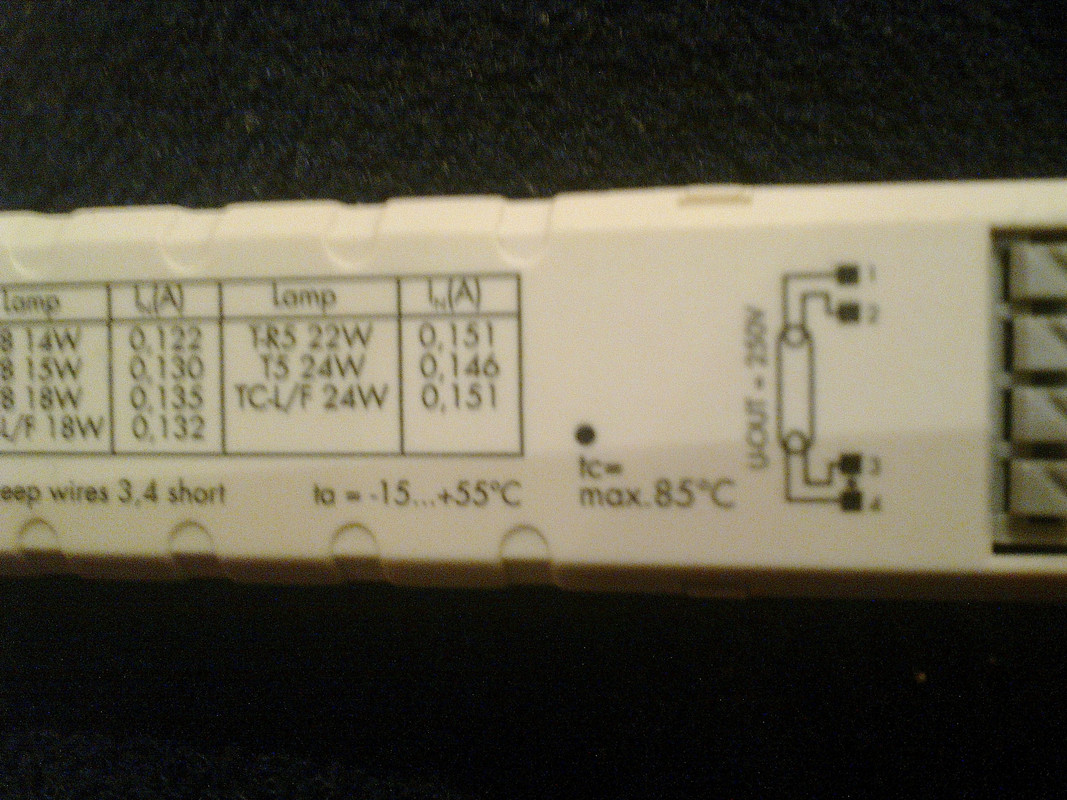 Lamp IN(A) Lamp IN(A)
8 14W 0,122 T-R5 22W 0,151
8 15W 0,130 T5 24W 0,146
8 18W 0,135 TC-L/F 24W 0,151
L/F 18W 0,132
eep wires 3,4 short ta = -15...+55°C
tc=
max.85°C
U-OUT = 250V
1
2
3
4